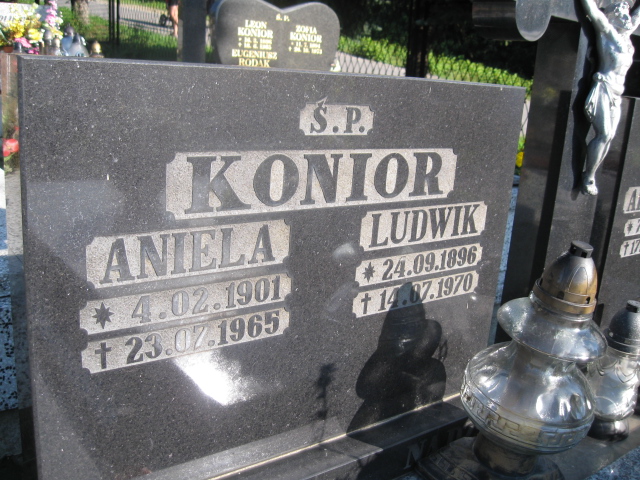 Ś.P.
LEON
KONIOR
ZOFIA
KONIOR
EUGENIUSZ
RODAK
Ś.P.
KONIOR
ANIELA
* 4.02.1901
† 23.07.1965
LUDWIK
* 24.09.1896
† 14.07.1970